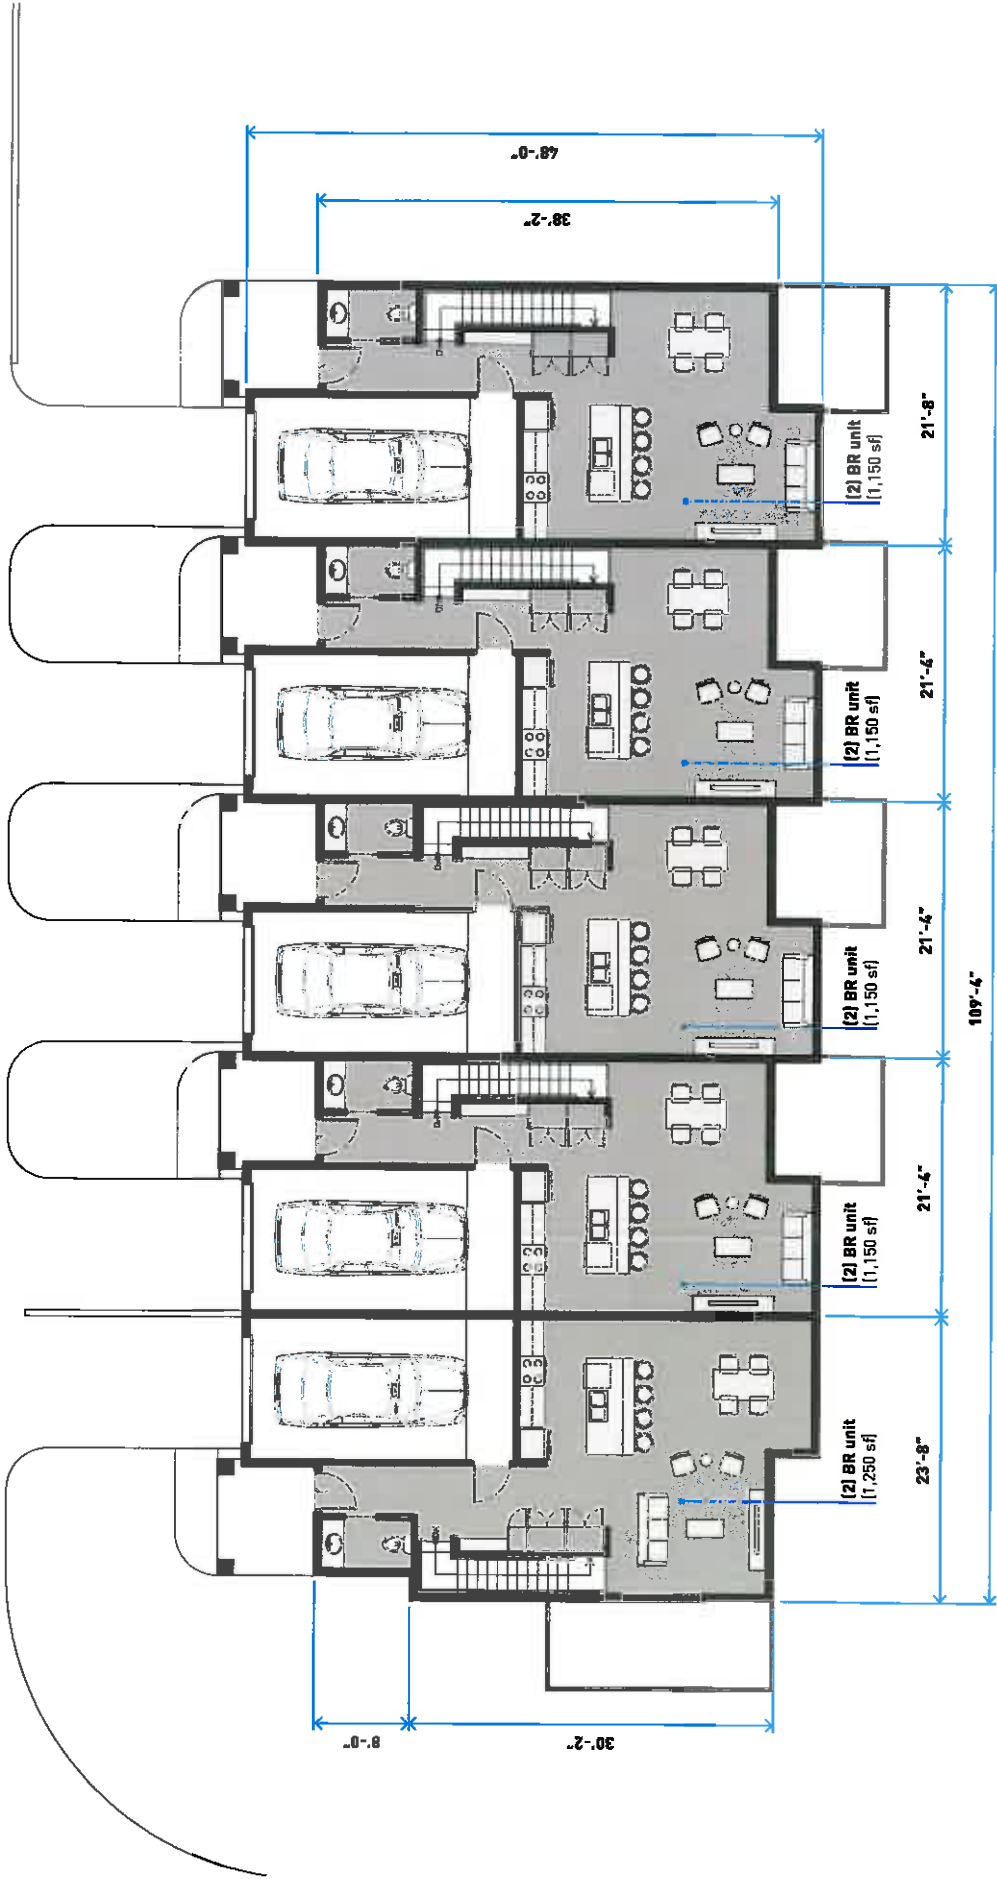 48'-0"
38'-2"
21'-8"
(2) BR unit
(1,150 sf)
21'-4"
(2) BR unit
(1,150 sf)
21'-4"
(2) BR unit
(1,150 sf)
109'-4"
21'-4"
(2) BR unit
(1,150 sf)
23'-8"
(2) BR unit
(1,250 sf)
8'-0"
30'-2"